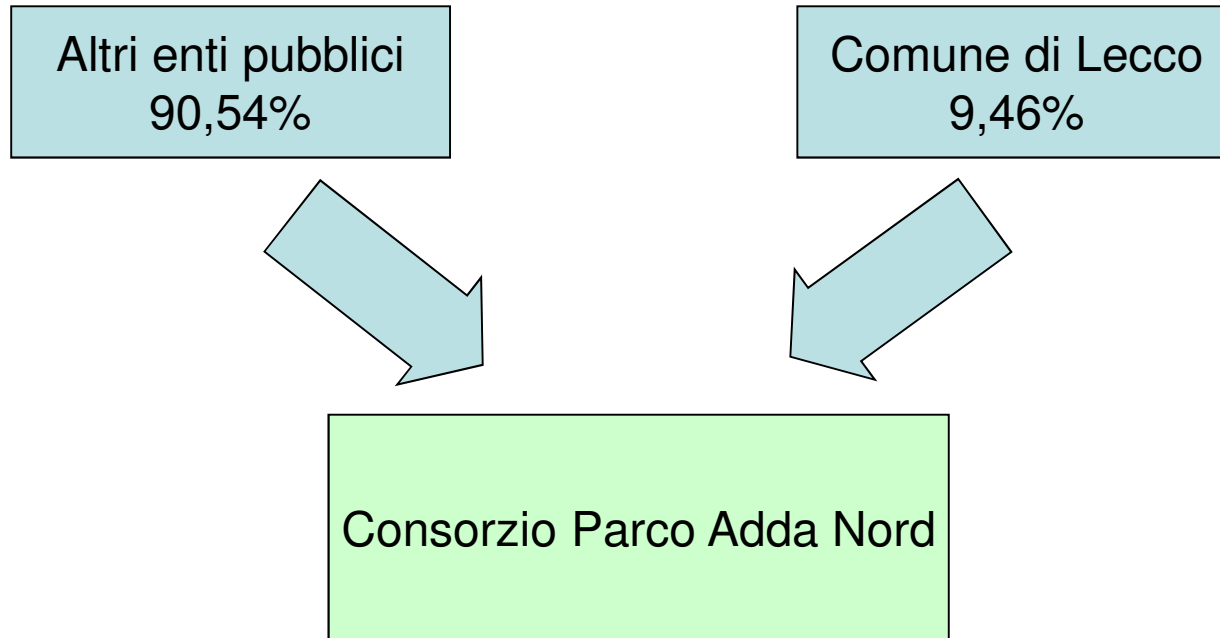 Altri enti pubblici
90,54%
Comune di Lecco
9,46%
Consorzio Parco Adda Nord